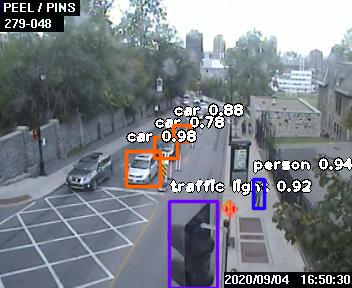 PEEL / PINS
279-048
car 0.88
car 0.78
car 0.98
person 0.94
traffic light 0.92
2020/09/04 16:50:30